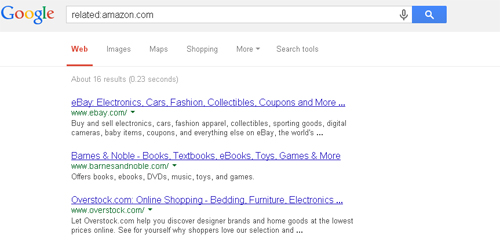 Google related:amazon.com
Web Images Maps Shopping More Search tools
About 16 results (0.23 seconds)
eBay: Electronics, Cars, Fashion, Collectibles, Coupons and More ...
www.ebay.com/
Buy and sell electronics, cars, fashion apparel, collectibles, sporting goods, digital
cameras, baby items, coupons, and everything else on eBay, the world's ...
Barnes & Noble - Books, Textbooks, eBooks, Toys, Games & More
www.barnesandnoble.com/
Offers books, ebooks, DVDs, music, toys, and games.
Overstock.com: Online Shopping - Bedding, Furniture, Electronics ...
www.overstock.com/
Let Overstock.com help you discover designer brands and home goods at the lowest
prices online. See for yourself why shoppers love our selection and ...